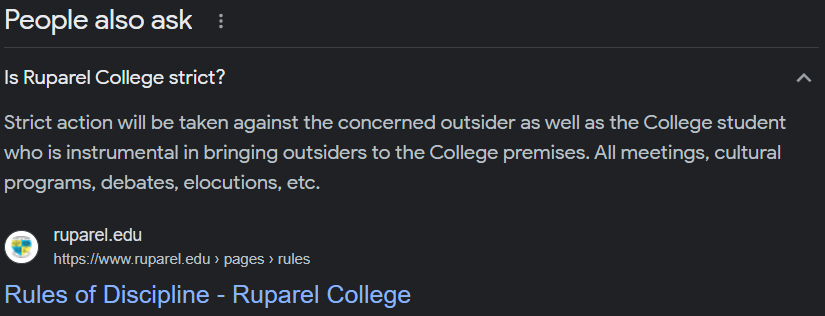 People also ask
Is Ruparel College strict?
Strict action will be taken against the concerned outsider as well as the College student
who is instrumental in bringing outsiders to the College premises. All meetings, cultural
programs, debates, elocutions, etc.
ruparel.edu
https://www.ruparel.edu › pages › rules
Rules of Discipline - Ruparel College